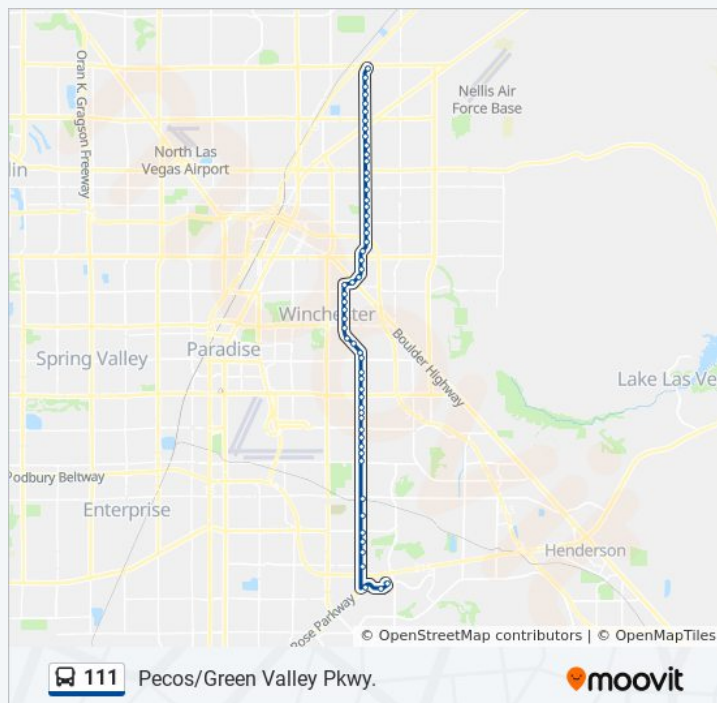 Oran K. Gragson Freeway
Nellis Air
Force Base
North Las
Vegas Airport
lin
Winchester
Boulder Highway
Spring Valley
Paradise
Lake Las Ve
Podbury Beltway
Enterprise
Henderson
Rose Parkway
© OpenStreetMap contributors | © OpenMapTiles
111 Pecos/Green Valley Pkwy.
moovit